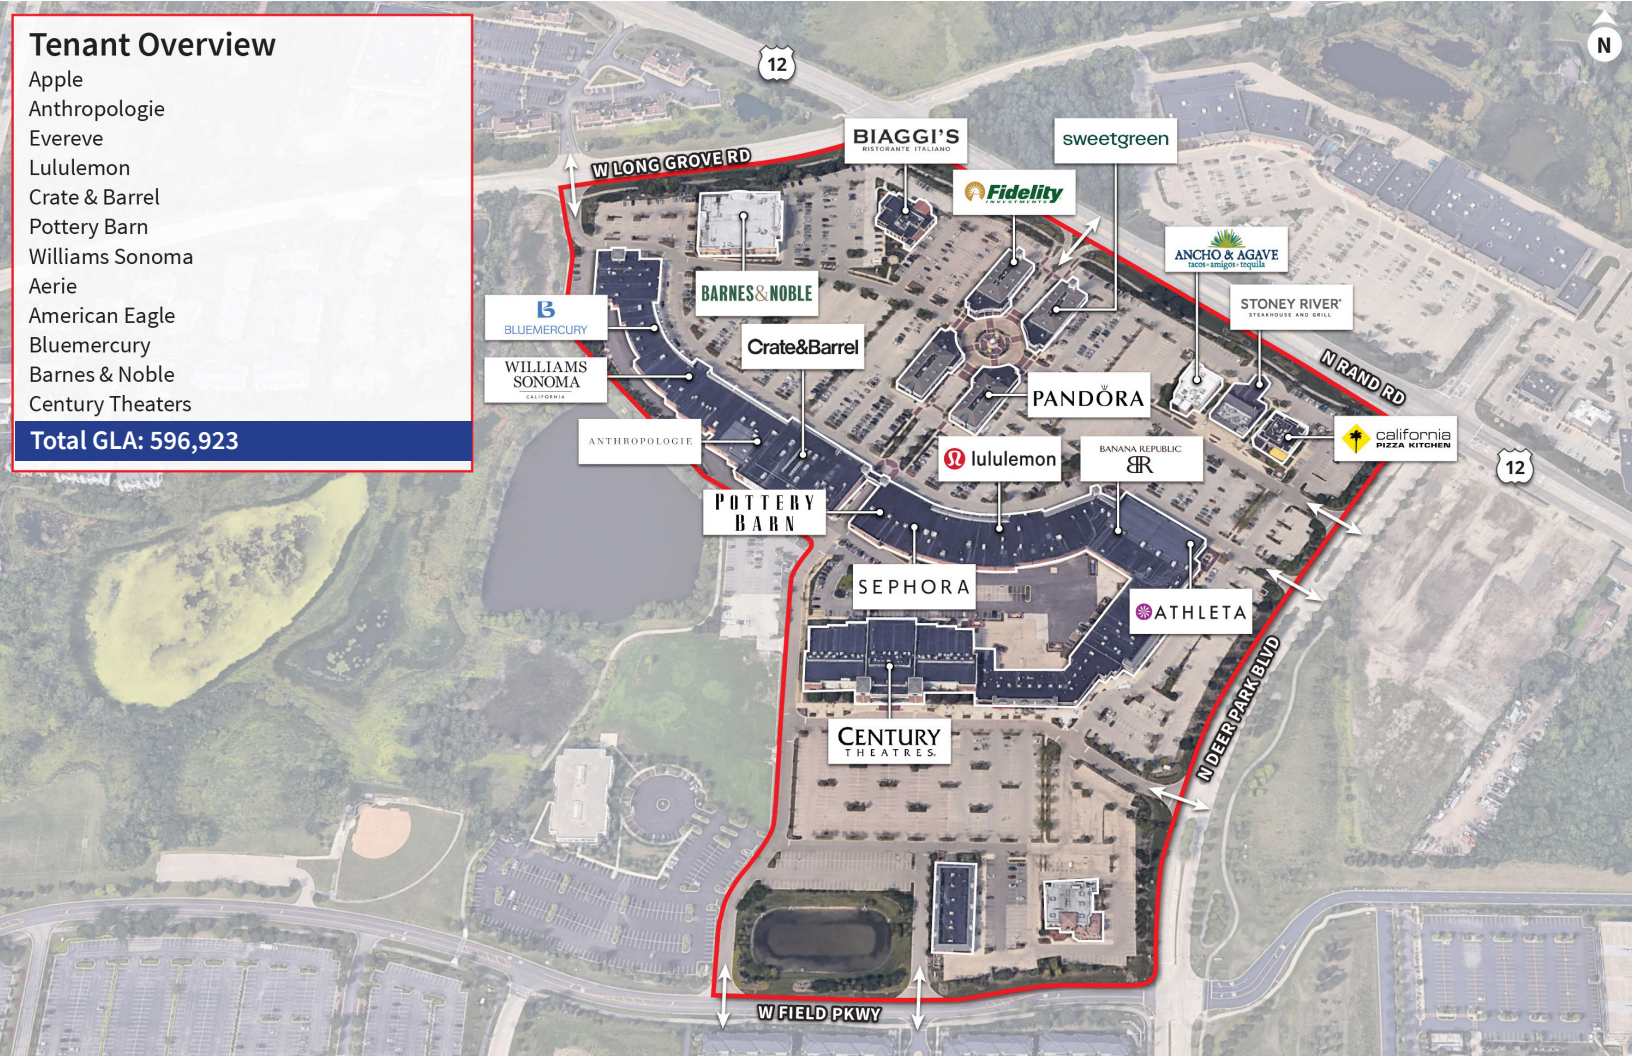 Tenant Overview
Apple
Anthropologie
Evereve
Lululemon
Crate & Barrel
Pottery Barn
Williams Sonoma
Aerie
American Eagle
Bluemercury
Barnes & Noble
Century Theaters
Total GLA: 596,923
N
12
W LONG GROVE RD
BIAGGI'S
RISTORANTE ITALIANO
sweetgreen
Fidelity
INVESTMENTS
ANCHO & AGAVE
tacos • amigos • tequila
BARNES&NOBLE
STONEY RIVER
STEAKHOUSE AND GRILL
B
BLUEMERCURY
Crate&Barrel
WILLIAMS
SONOMA
CALIFORNIA
N RAND RD
PANDÖRA
ANTHROPOLOGIE
lululemon
BANANA REPUBLIC
BR
california
PIZZA KITCHEN
12
POTTERY
BARN
SEPHORA
ATHLETA
N DEER PARK BLVD
CENTURY
THEATRES
W FIELD PKWY